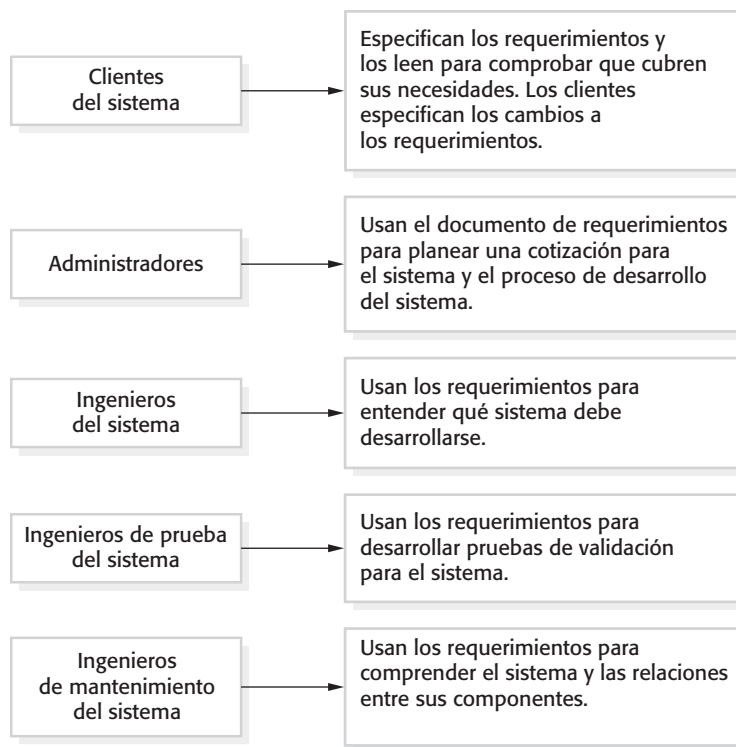 Clientes
del sistema
Especifican los requerimientos y
los leen para comprobar que cubren
sus necesidades. Los clientes
especifican los cambios a
los requerimientos.
Administradores
Usan el documento de requerimientos
para planear una cotización para
el sistema y el proceso de desarrollo
del sistema.
Ingenieros
del sistema
Usan los requerimientos para
entender qué sistema debe
desarrollarse.
Ingenieros de prueba
del sistema
Usan los requerimientos para
desarrollar pruebas de validación
para el sistema.
Ingenieros
de mantenimiento
del sistema
Usan los requerimientos para
comprender el sistema y las relaciones
entre sus componentes.